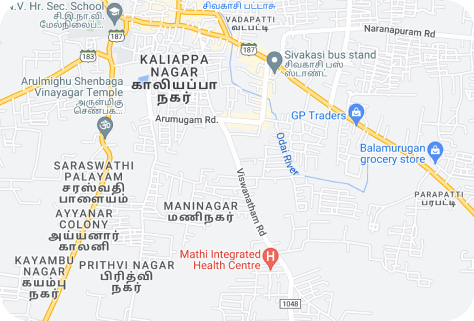 N.V. Hr. Sec. School
சி.இ.நா.வி.
சிவகாசி பட்டாசு
187
VADAPATTI
வடபட்டி
Naranapuram Rd
187
187
KALIAPPA
NAGAR
காலியப்பா
நகர்
Sivakasi bus stand
சிவகாசி பஸ்
ஸ்டாண்ட்
Arulmighu Shenbaga
Vinayagar Temple
அருள்மிகு
செண்பக...
Arumugam Rd.
GP Traders
Odai River
Balamurugan
grocery store
SARASWATHI
PALAYAM
சரஸ்வதி
பாளையம்
Viswanatham Rd
PARAPATTI
பரபட்டி
MANINAGAR
மணிநகர்
AYYANAR
COLONY
அய்யனார்
காலனி
Mathi Integrated
Health Centre
KAYAMBU
NAGAR
கயம்பு
நகர்
PRITHVI NAGAR
பிரித்வி
நகர்
1048